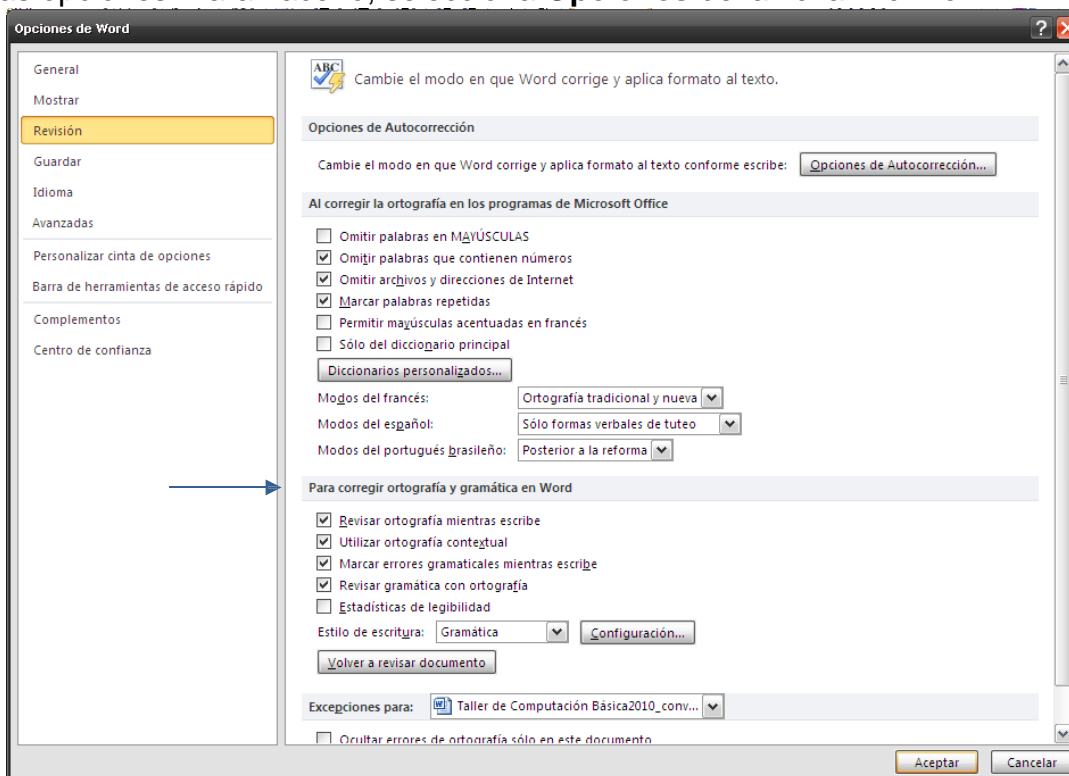 Opciones de Word
General
Mostrar
Revisión
Guardar
Idioma
Avanzadas
Personalizar cinta de opciones
Barra de herramientas de acceso rápido
Complementos
Centro de confianza
ABC
Cambie el modo en que Word corrige y aplica formato al texto.
Opciones de Autocorrección
Cambie el modo en que Word corrige y aplica formato al texto conforme escribe: Opciones de Autocorrección...
Al corregir la ortografía en los programas de Microsoft Office
Omitir palabras en MAYÚSCULAS
Omitir palabras que contienen números
Omitir archivos y direcciones de Internet
Marcar palabras repetidas
Permitir mayúsculas acentuadas en francés
Sólo del diccionario principal
Diccionarios personalizados...
Modos del francés: Ortografía tradicional y nueva
Modos del español: Sólo formas verbales de tuteo
Modos del portugués brasileño: Posterior a la reforma
Para corregir ortografía y gramática en Word
Revisar ortografía mientras escribe
Utilizar ortografía contextual
Marcar errores gramaticales mientras escribe
Revisar gramática con ortografía
Estadísticas de legibilidad
Estilo de escritura: Gramática Configuración...
Volver a revisar documento
Excepciones para: Taller de Computación Básica2010_conv...
Ocultar errores de ortografía sólo en este documento
Aceptar Cancelar